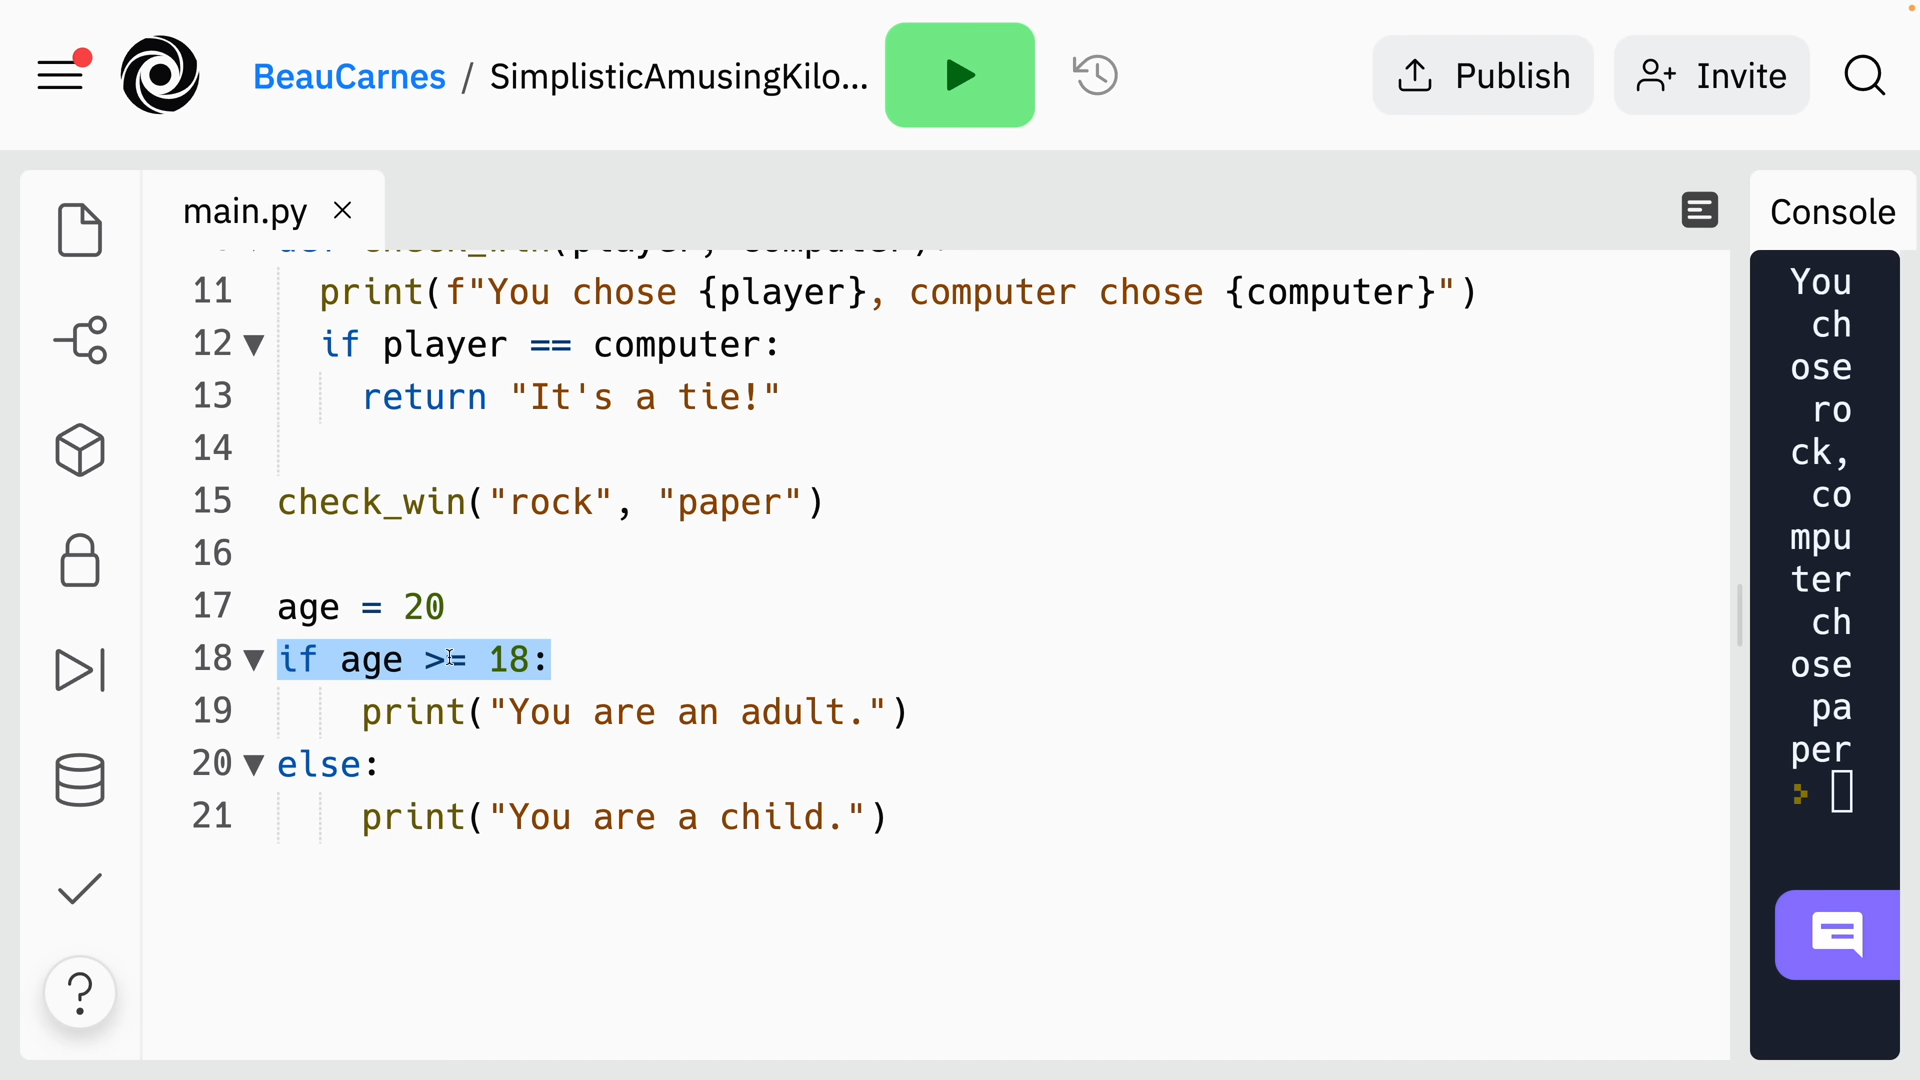 BeauCarnes / SimplisticAmusingKilo...
Publish
Invite
main.py
Console
11 print(f"You chose {player}, computer chose {computer}")
12 if player == computer:
13 return "It's a tie!"
14
15 check_win("rock", "paper")
16
17 age = 20
18 if age >= 18:
19 print("You are an adult.")
20 else:
21 print("You are a child.")
You
ch
ose
ro
ck,
co
mpu
ter
ch
ose
pa
per